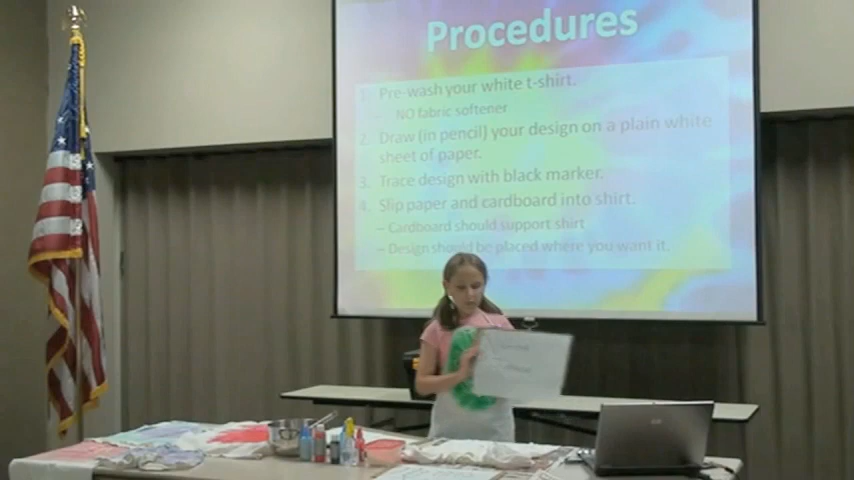 Procedures
1. Pre-wash your white t-shirt.
- NO fabric softener
2. Draw (in pencil) your design on a plain white
sheet of paper.
3. Trace design with black marker.
4. Slip paper and cardboard into shirt.
– Cardboard should support shirt
– Design should be placed where you want it.